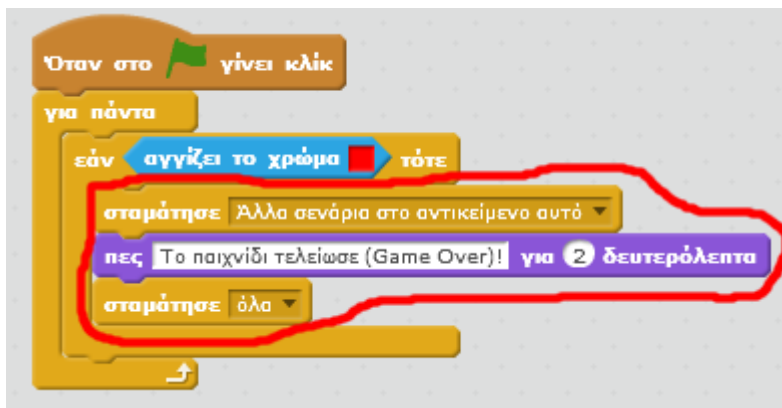 Όταν στο γίνει κλίκ
για πάντα
εάν αγγίζει το χρώμα τότε
σταμάτησε Άλλα σενάρια στο αντικείμενο αυτό
πες Το παιχνίδι τελείωσε (Game Over)! για 2 δευτερόλεπτα
σταμάτησε όλα